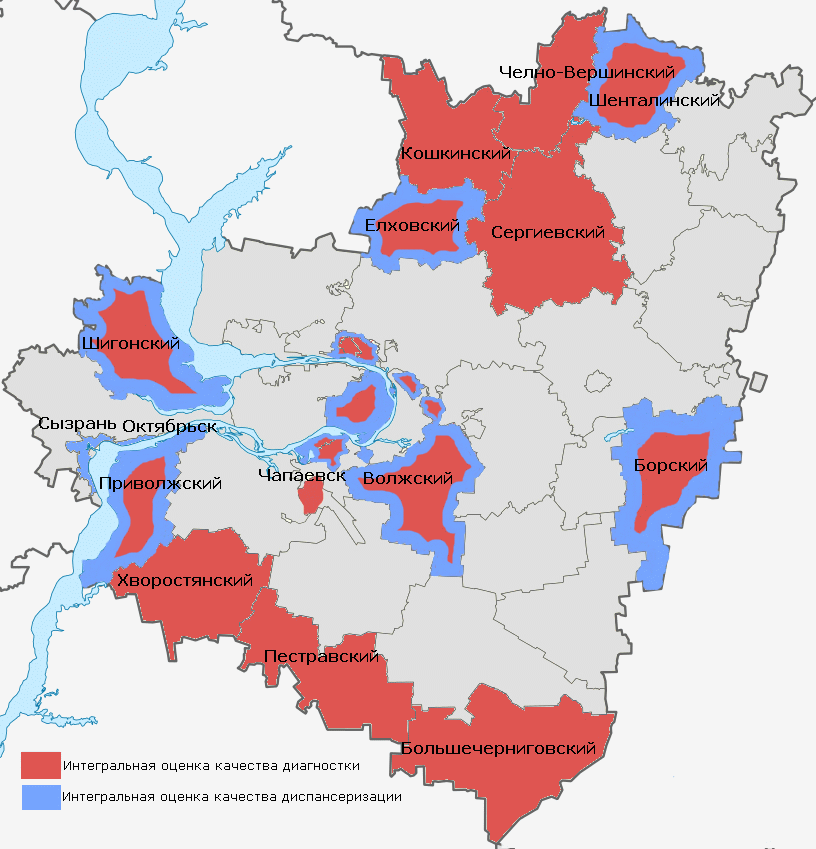 Челно-Вершинский
Шенталинский
Кошкинский
Елховский
Сергиевский
Шигонский
Сызрань
Октябрьск
Борский
Чапаевск
Волжский
Приволжский
Хворостянский
Пестравский
Большечерниговский
Интегральная оценка качества диагностки
Интегральная оценка качества диспансеризации